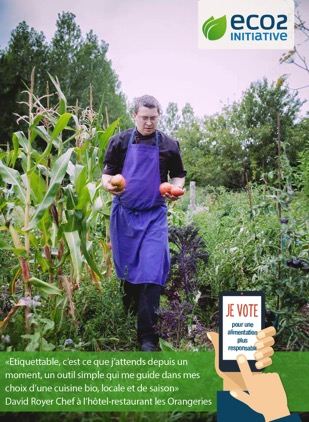 eco2
INITIATIVE
JE VOTE
pour une
alimentation
plus
responsable
«Etiquettable, c'est ce que j'attends depuis un
moment, un outil simple qui me guide dans mes
choix d'une cuisine bio, locale et de saison»
David Royer Chef à l'hôtel-restaurant les Orangeries